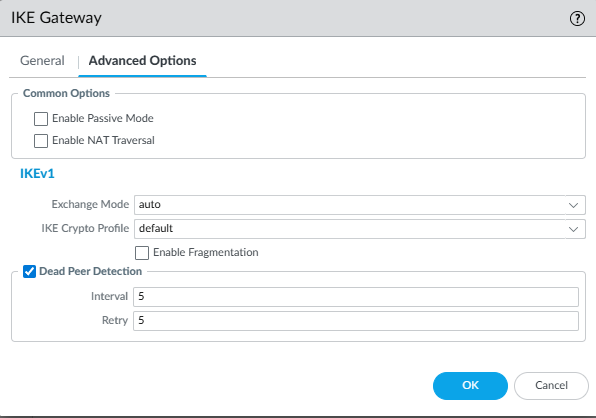 IKE Gateway ?
General Advanced Options
Common Options
Enable Passive Mode
Enable NAT Traversal
IKEv1
Exchange Mode auto
IKE Crypto Profile default
Enable Fragmentation
Dead Peer Detection
Interval 5
Retry 5
OK Cancel